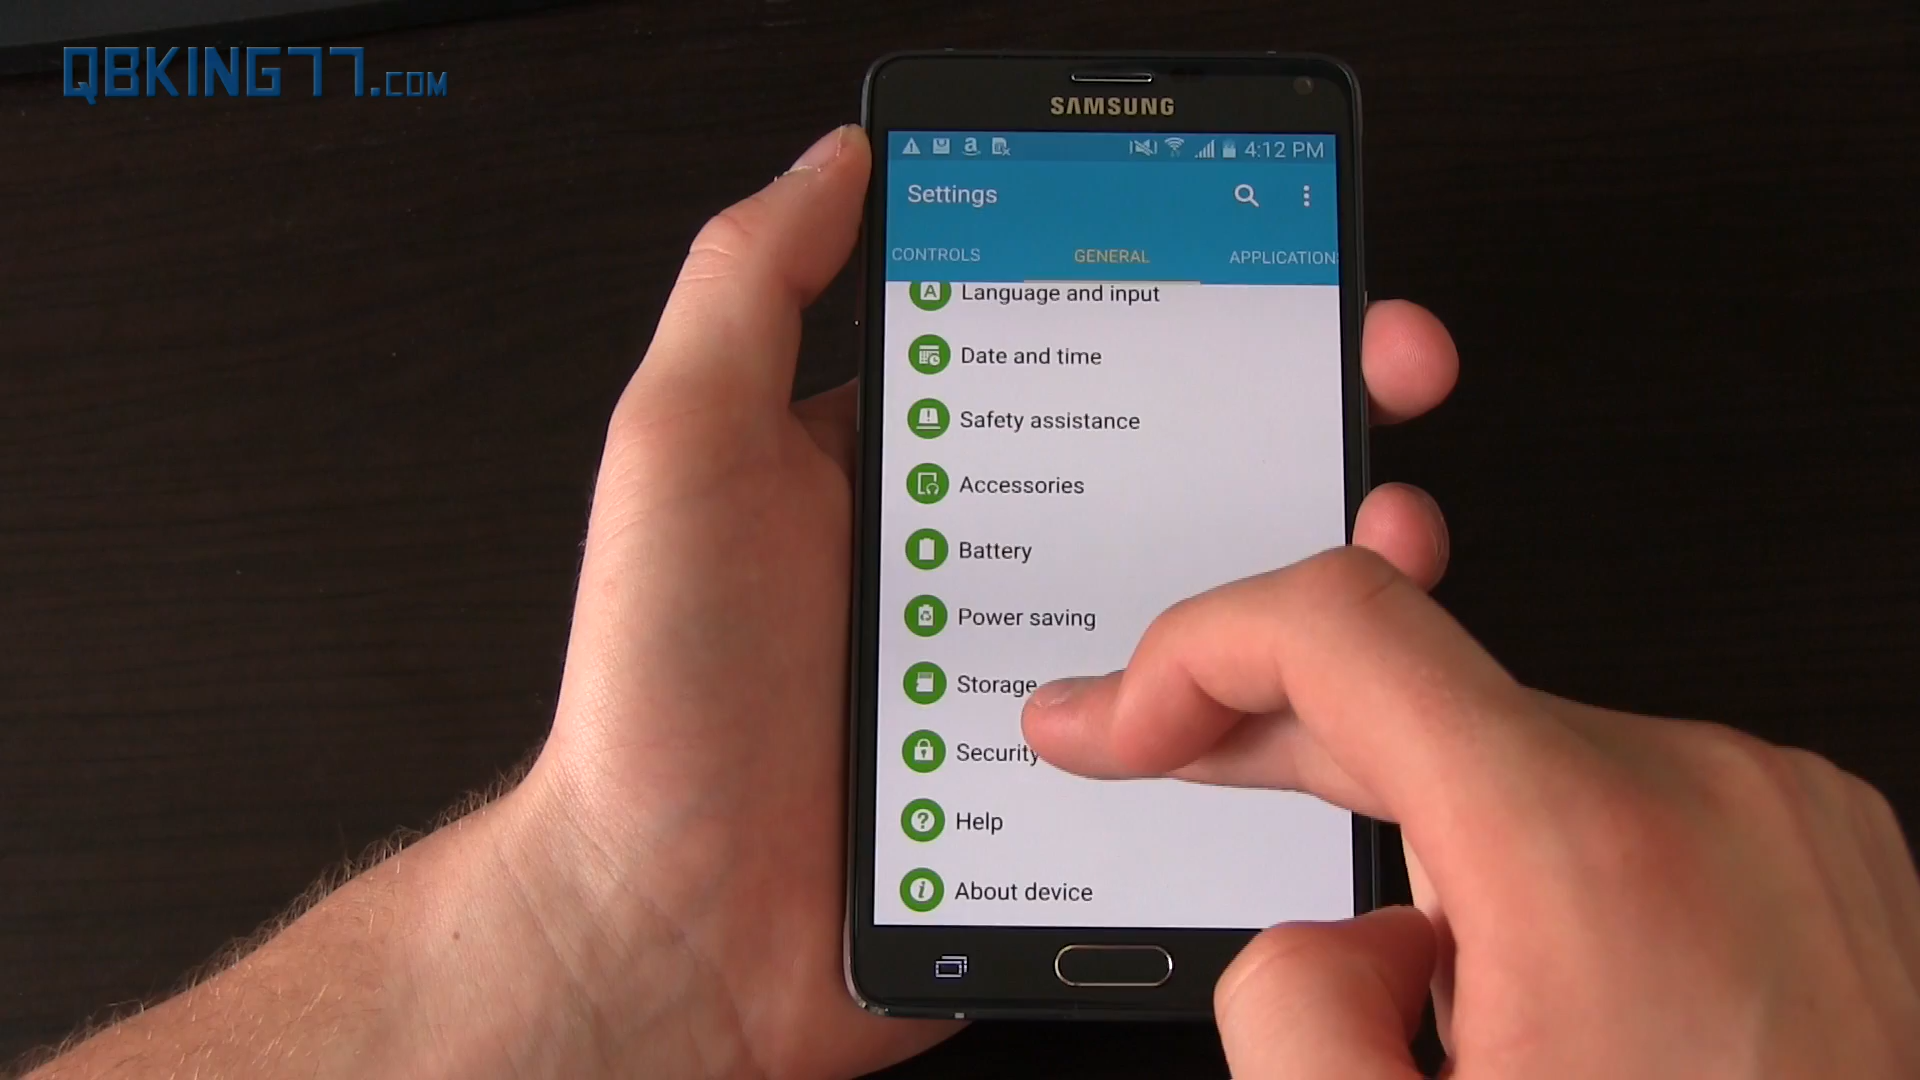 QBKING77.COM
SAMSUNG
4:12 PM
Settings
CONTROLS GENERAL APPLICATION
Language and input
Date and time
Safety assistance
Accessories
Battery
Power saving
Storage
Security
Help
About device